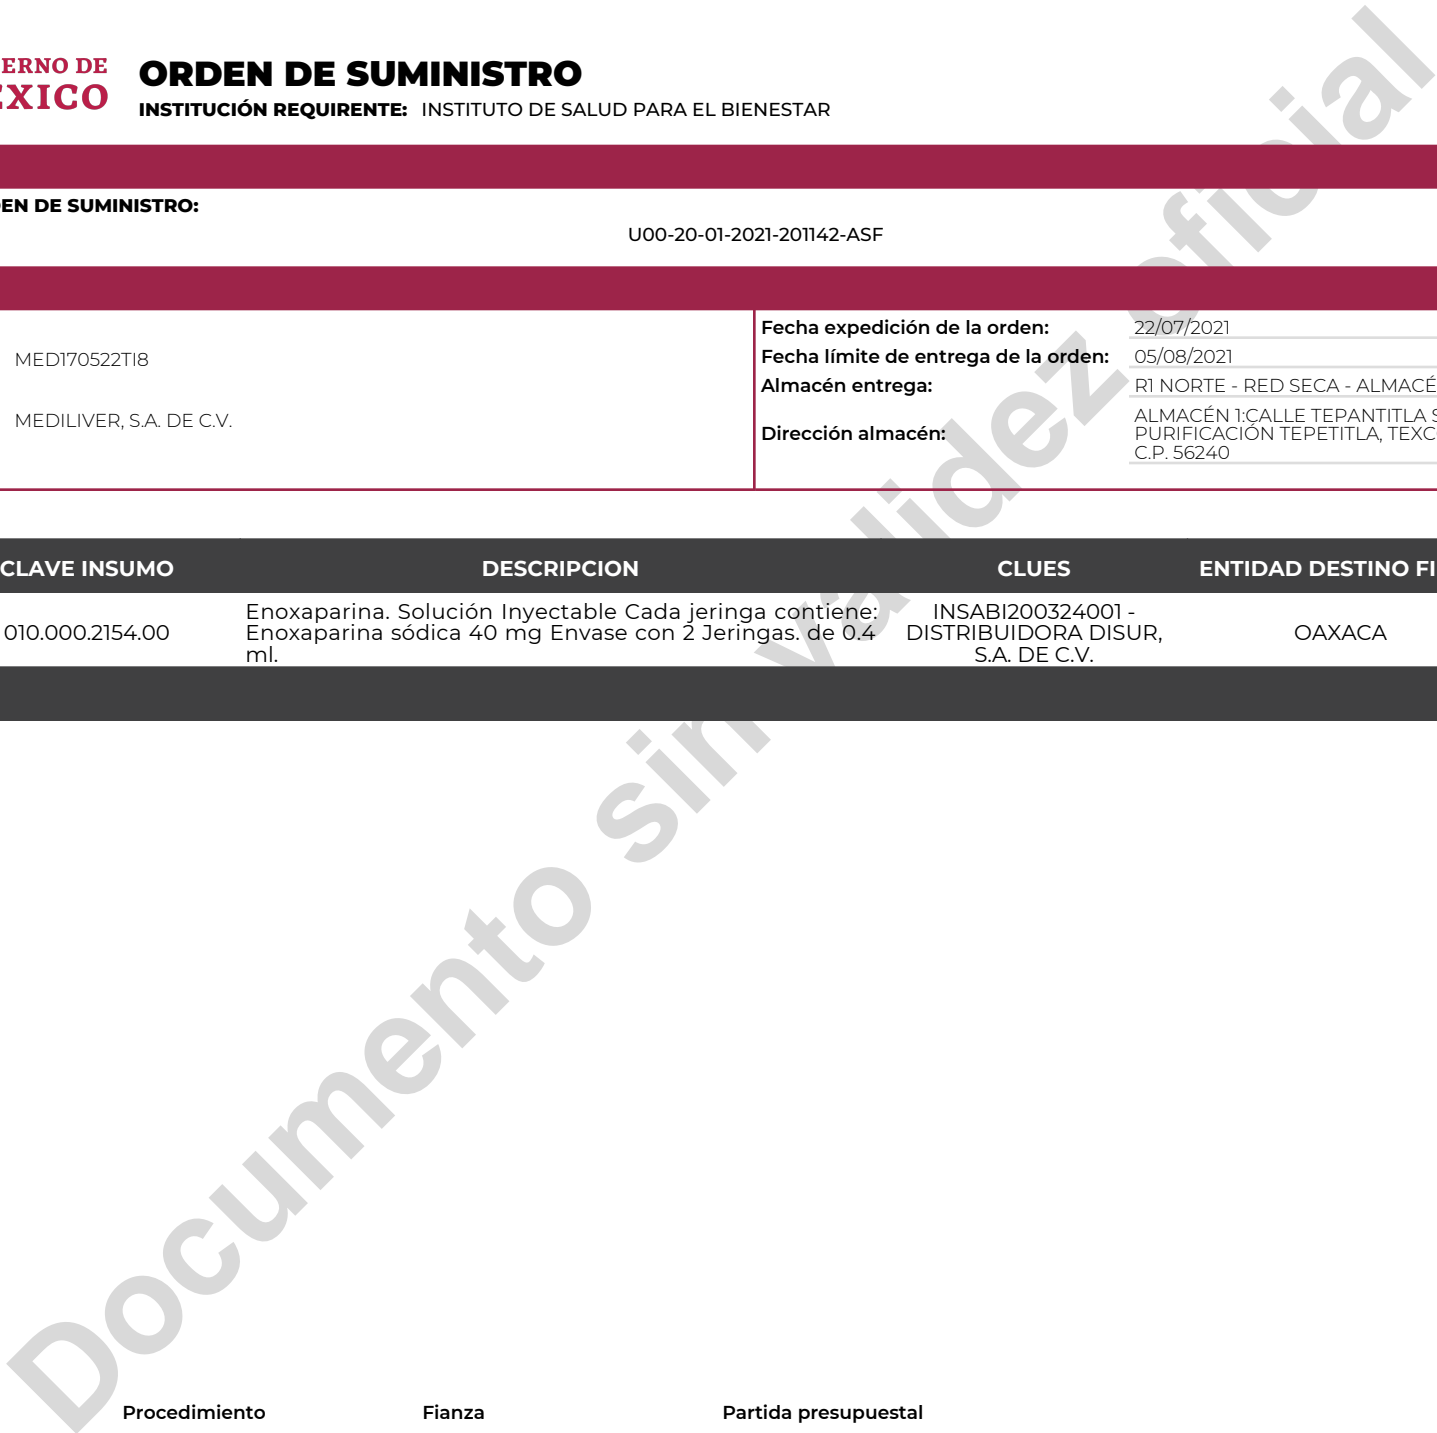 ERNO DE
ORDEN DE SUMINISTRO
XICO
INSTITUCIÓN REQUIRENTE: INSTITUTO DE SALUD PARA EL BIENESTAR
EN DE SUMINISTRO:
U00-20-01-2021-201142-ASF
MED170522TI8
MEDILIVER, S.A. DE C.V.
Fecha expedición de la orden: 22/07/2021
Fecha límite de entrega de la orden: 05/08/2021
Almacén entrega: R1 NORTE - RED SECA - ALMACÉ
Dirección almacén:
ALMACÉN 1:CALLE TEPANTITLA S
PURIFICACIÓN TEPETITLA, TEXC
C.P. 56240
CLAVE INSUMO DESCRIPCION CLUES ENTIDAD DESTINO FI
010.000.2154.00
Enoxaparina. Solución Inyectable Cada jeringa contiene:
Enoxaparina sódica 40 mg Envase con 2 Jeringas. de 0.4
ml.
INSABI200324001 -
DISTRIBUIDORA DISUR,
S.A. DE C.V.
OAXACA
Documento sin validez oficial
Procedimiento Fianza Partida presupuestal